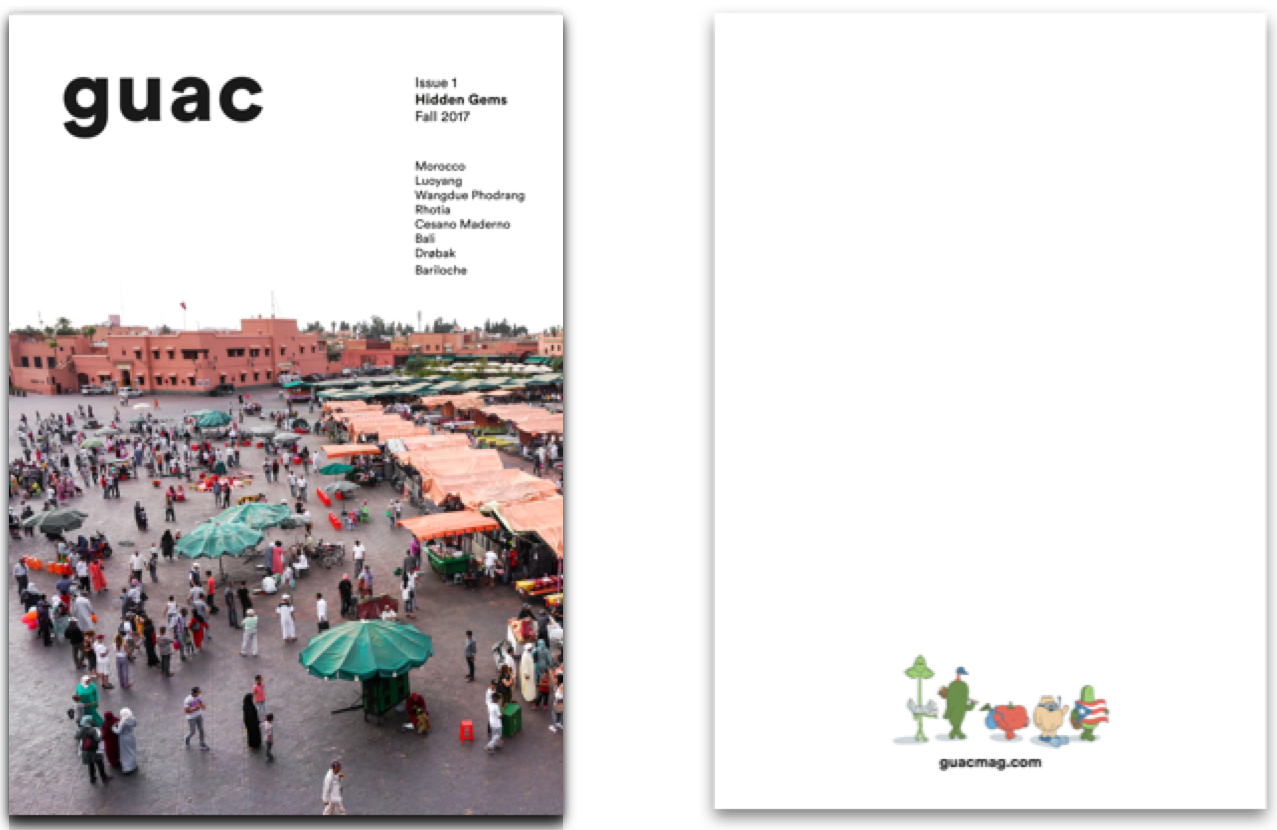 guac
Issue 1
Hidden Gems
Fall 2017
Morocco
Luoyang
Wangdue Phodrang
Rhotia
Cesano Maderno
Bali
Drøbak
Bariloche
guacmag.com